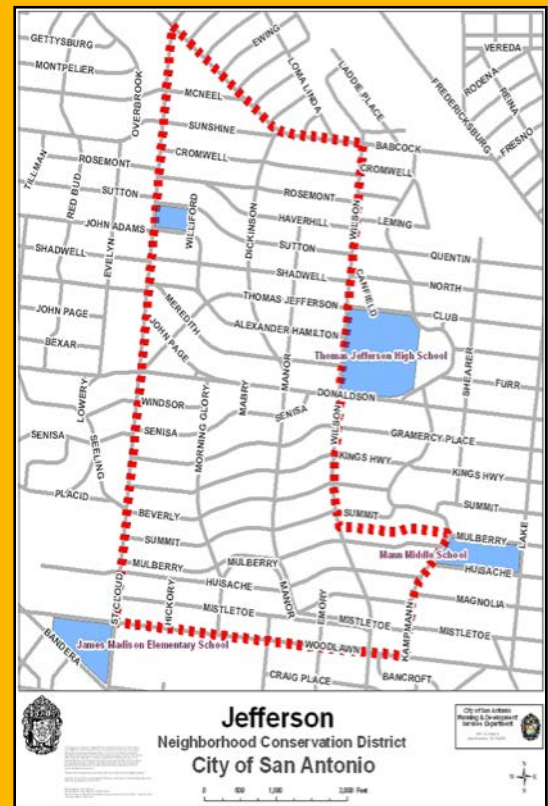 GETTYSBURG
EWING
VEREDA
MONTPELIER
OVERBROOK
LOMA LINDA
LADDIE PLACE
FREDERICKSBURG
RODENA
REINA
FRESNO
MCNEEL
SUNSHINE
BABCOCK
TILLMAN
ROSEMONT
CROMWELL
CROMWELL
RED BUD
SUTTON
ROSEMONT
WILSON
LEMING
JOHN ADAMS
WILLIFORD
DICKINSON
HAVERHILL
SHADWELL
EVELYN
SUTTON
QUENTIN
SHADWELL
CANFIELD
NORTH
MEREDITH
THOMAS JEFFERSON
CLUB
JOHN PAGE
JOHN PAGE
ALEXANDER HAMILTON
BEXAR
Thomas Jefferson High School
SHEARER
MANOR
FURR
LOWERY
WINDSOR
MORNING GLORY
MABRY
DONALDSON
SENISA
SENISA
SENISA
SEELING
WILSON
GRAMERCY PLACE
KINGS HWY
KINGS HWY
PLACID
BEVERLY
SUMMIT
SUMMIT
SUMMIT
MULBERRY
LAKE
MULBERRY
MULBERRY
Mann Middle School
HUISACHE
HUISACHE
ST CLOUD
HICKORY
MANOR
EMORY
MAGNOLIA
MISTLETOE
MISTLETOE
MISTLETOE
KAMPMANN
BANDERA
James Madison Elementary School
WOODLAWN
CRAIG PLACE
BANCROFT
Jefferson
Neighborhood Conservation District
City of San Antonio
City of San Antonio
Planning & Development
Services Department
0 500 1,000 2,000 Feet